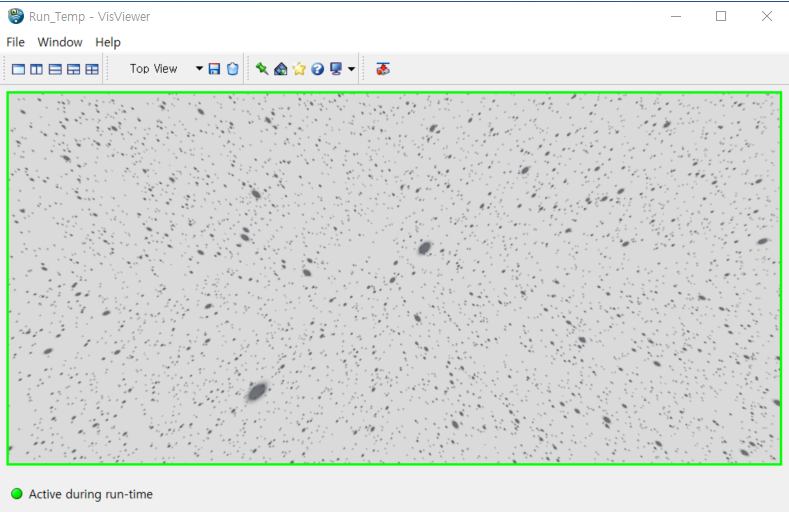 Run_Temp - VisViewer
File Window Help
Top View
Active during run-time